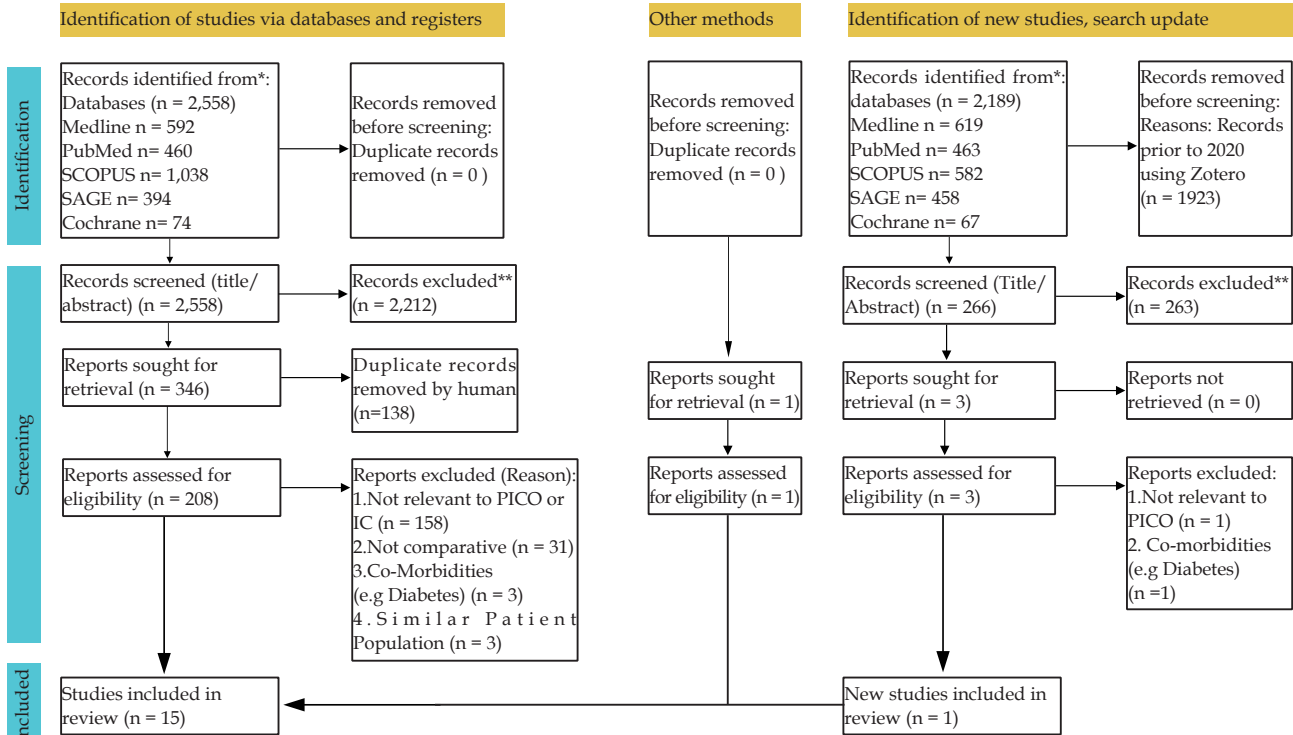 Identification of studies via databases and registers
Other methods
Identification of new studies, search update
Identification
Records identified from*:
Databases (n = 2,558)
Medline n = 592
PubMed n= 460
SCOPUS n= 1,038
SAGE n= 394
Cochrane n= 74
Records removed
before screening:
Duplicate records
removed (n = 0 )
Records removed
before screening:
Duplicate records
removed (n = 0 )
Records identified from*:
databases (n = 2,189)
Medline n = 619
PubMed n = 463
SCOPUS n = 582
SAGE n = 458
Cochrane n = 67
Records removed
before screening:
Reasons: Records
prior to 2020
using Zotero
(n = 1923)
Screening
Records screened (title/
abstract) (n = 2,558)
Records excluded**
(n = 2,212)
Records screened (Title/
Abstract) (n = 266)
Records excluded**
(n = 263)
Reports sought for
retrieval (n = 346)
Duplicate records
removed by human
(n=138)
Reports sought
for retrieval (n = 1)
Reports sought for
retrieval (n = 3)
Reports not
retrieved (n = 0)
Reports assessed for
eligibility (n = 208)
Reports excluded (Reason):
1.Not relevant to PICO or
IC (n = 158)
2.Not comparative (n = 31)
3.Co-Morbidities
(e.g Diabetes) (n = 3)
4.Similar Patient
Population (n = 3)
Reports assessed
for eligibility (n = 1)
Reports assessed for
eligibility (n = 3)
Reports excluded:
1.Not relevant to
PICO (n = 1)
2. Co-morbidities
(e.g Diabetes)
(n =1)
Included
Studies included in
review (n = 15)
New studies included in
review (n = 1)